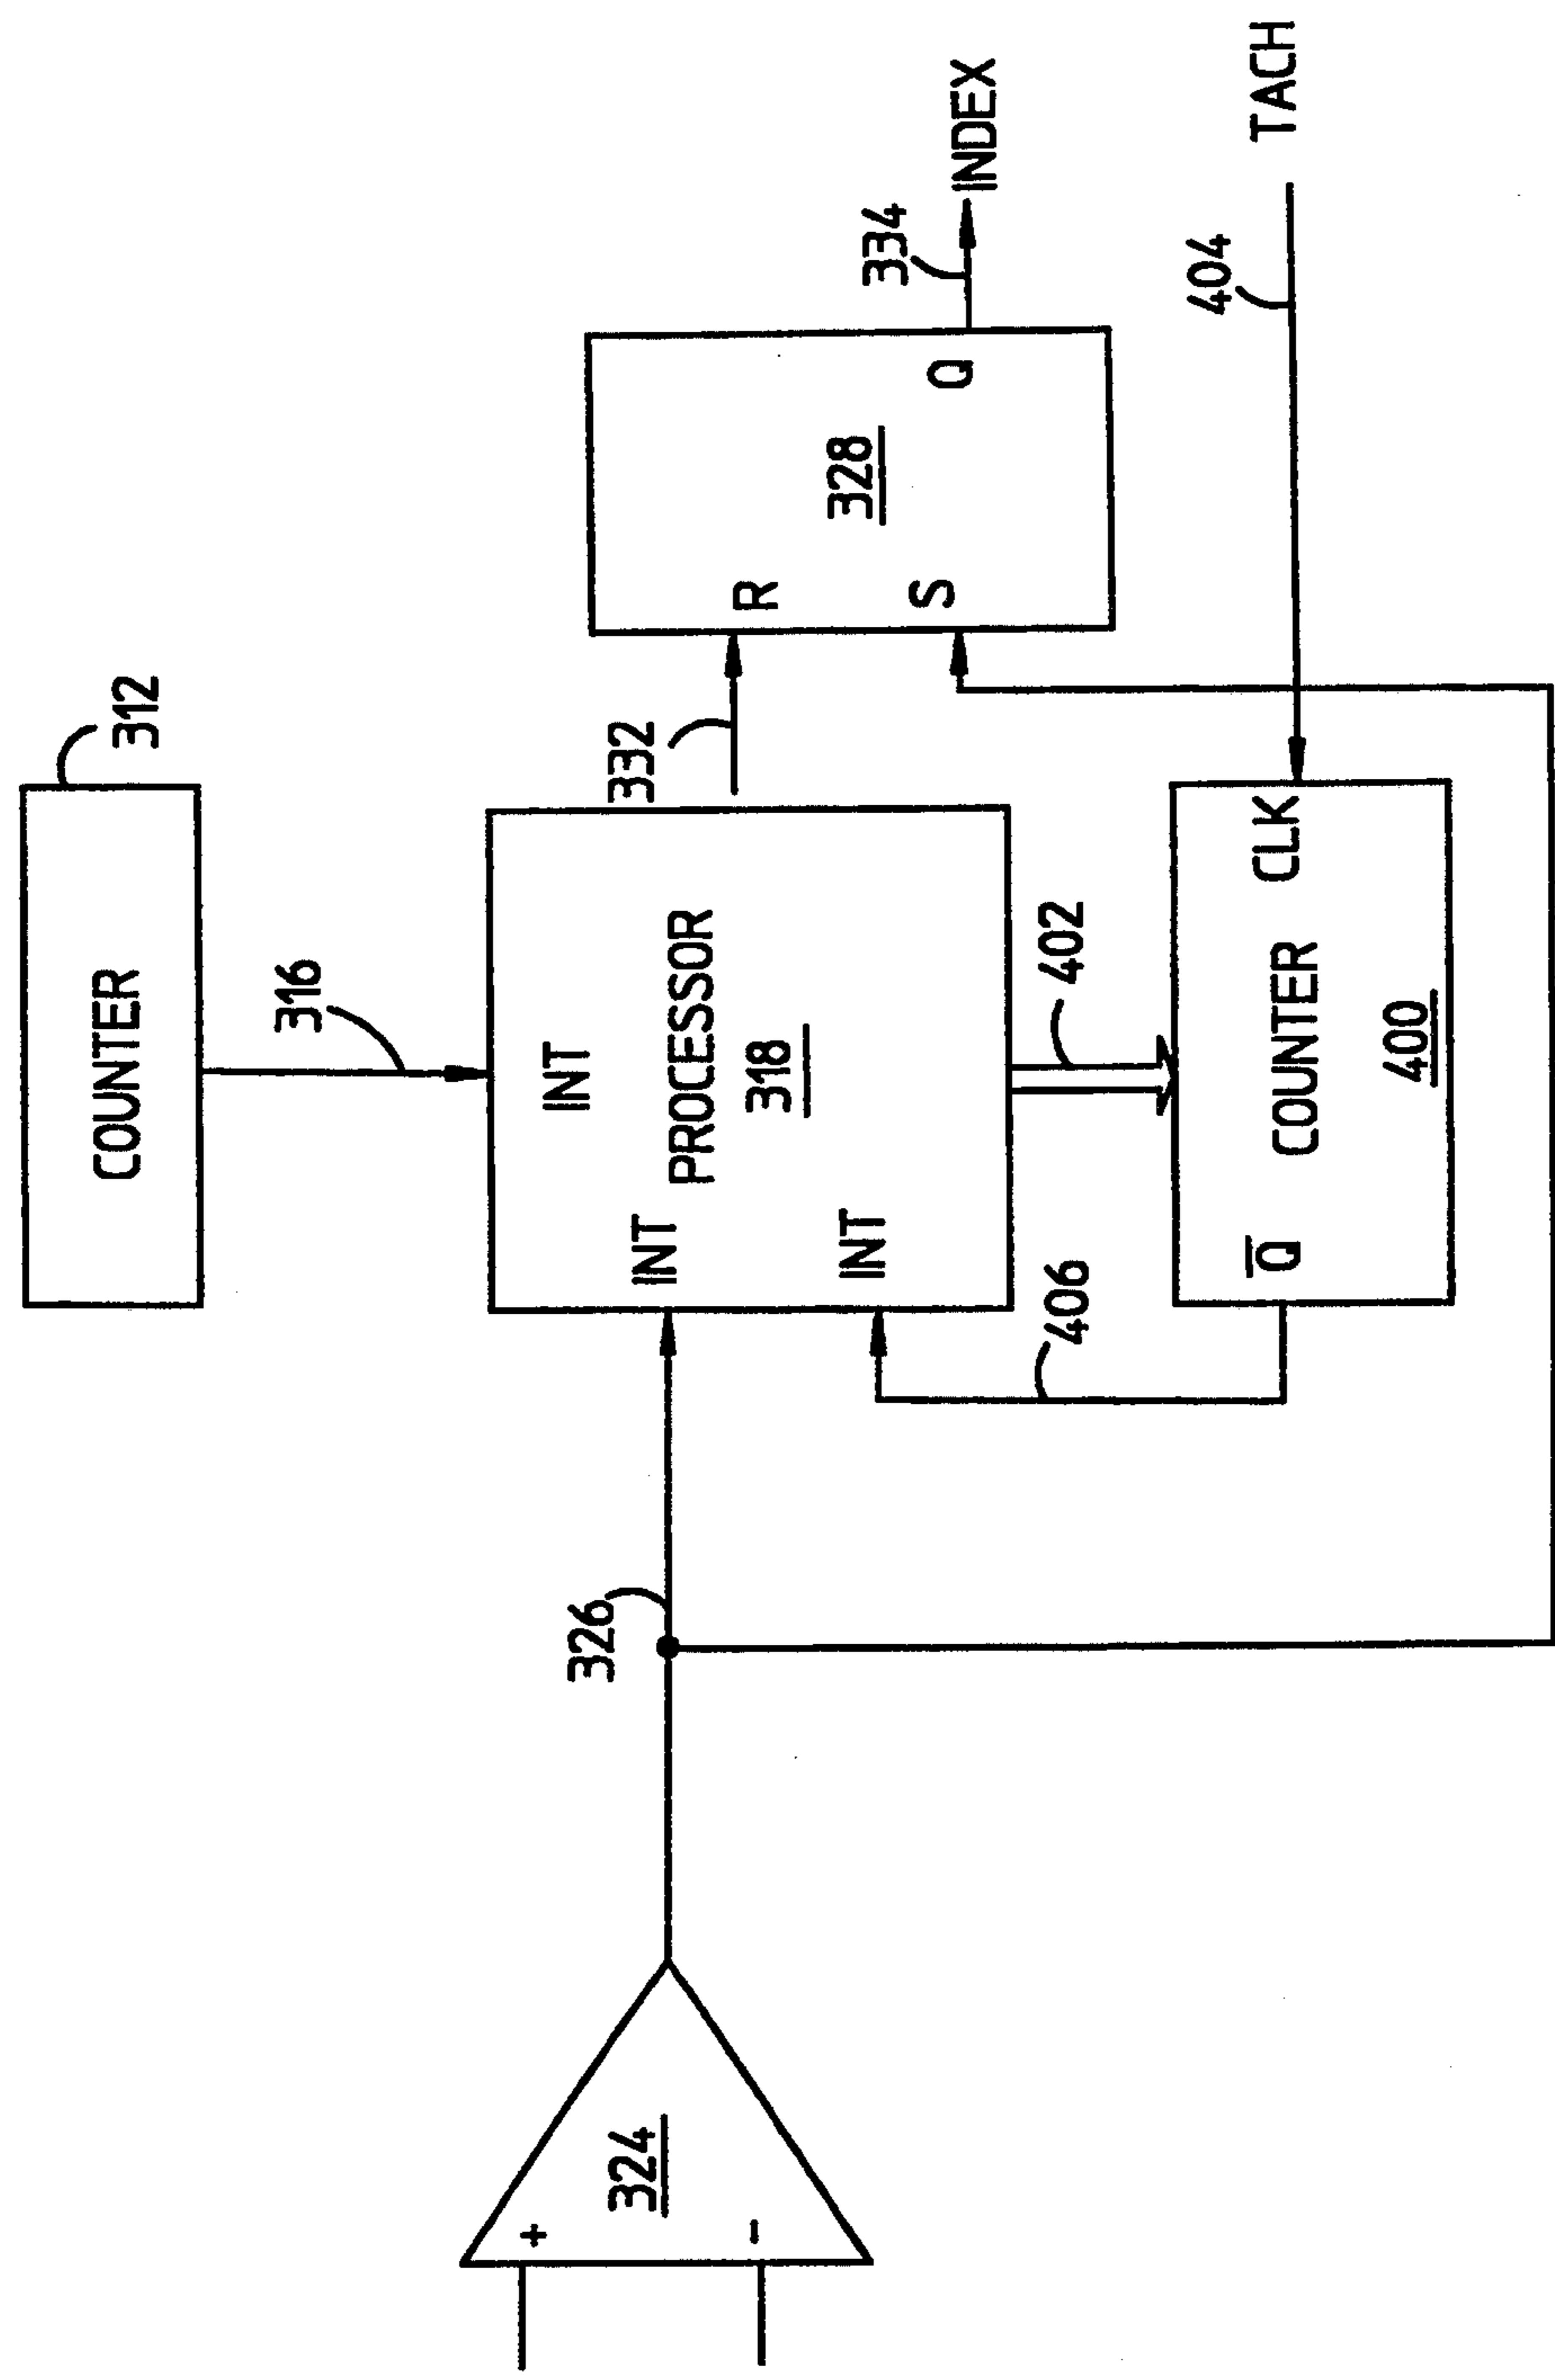 COUNTER
312
316
INT
INT
PROCESSOR
318
INT
332
R
S
328
Q
334
INDEX
326
324
+
-
402
406
Q̅
COUNTER
400
CLK
404
TACH